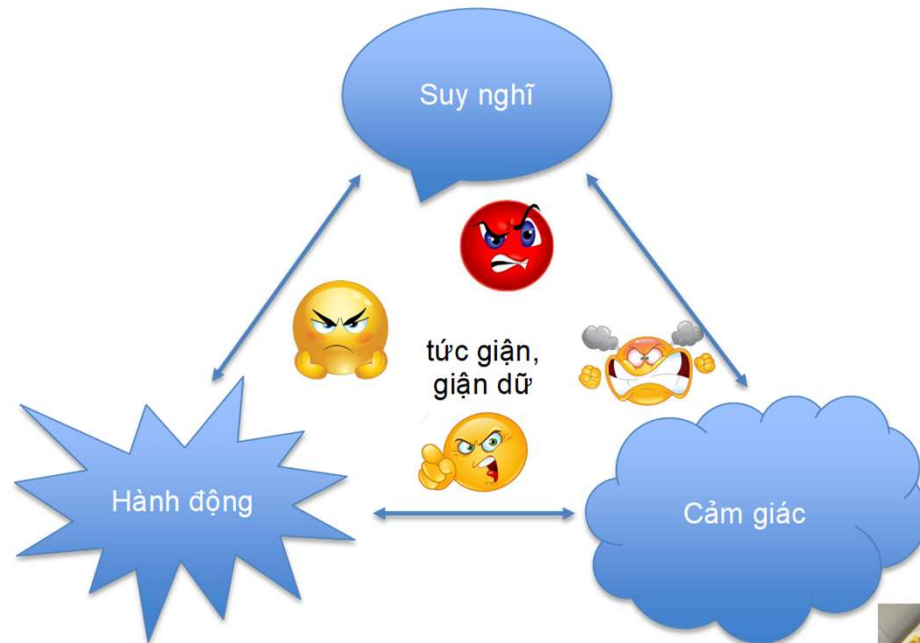 Suy nghĩ
tức giận,
giận dữ
Hành động
Cảm giác